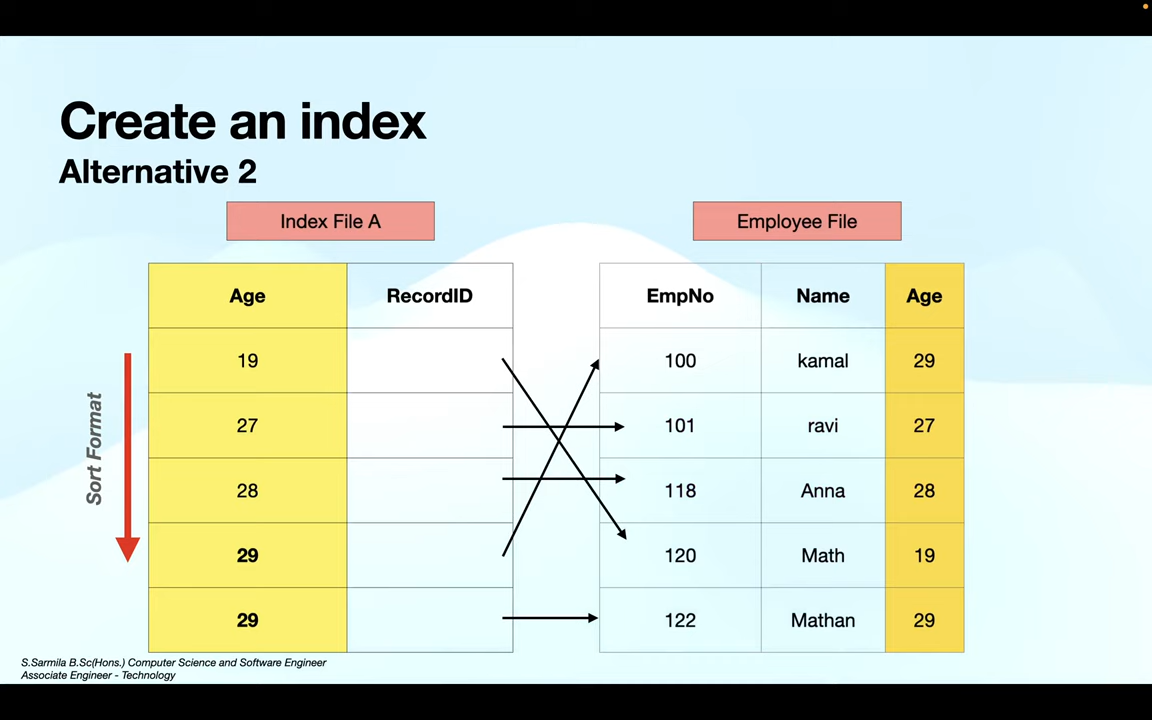 Create an index
Alternative 2
Index File A
Employee File
Age RecordID
EmpNo Name Age
Sort Format
19
100 kamal 29
27
101 ravi 27
28
118 Anna 28
29
120 Math 19
29
122 Mathan 29
S.Sarmila B.Sc(Hons.) Computer Science and Software Engineer
Associate Engineer - Technology